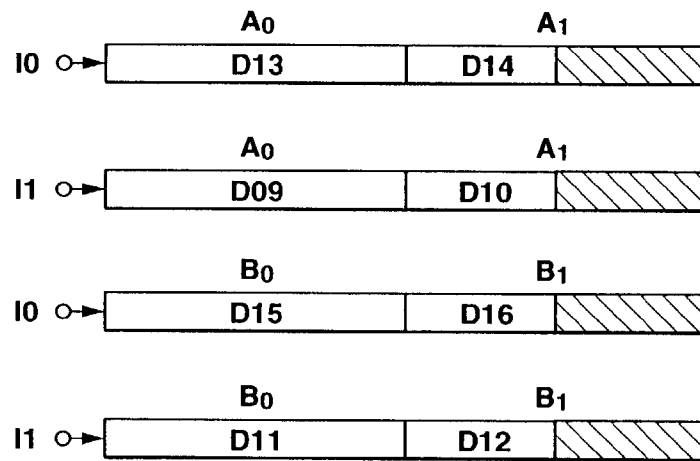 A0 A1
I0 D13 D14
A0 A1
I1 D09 D10
B0 B1
I0 D15 D16
B0 B1
I1 D11 D12